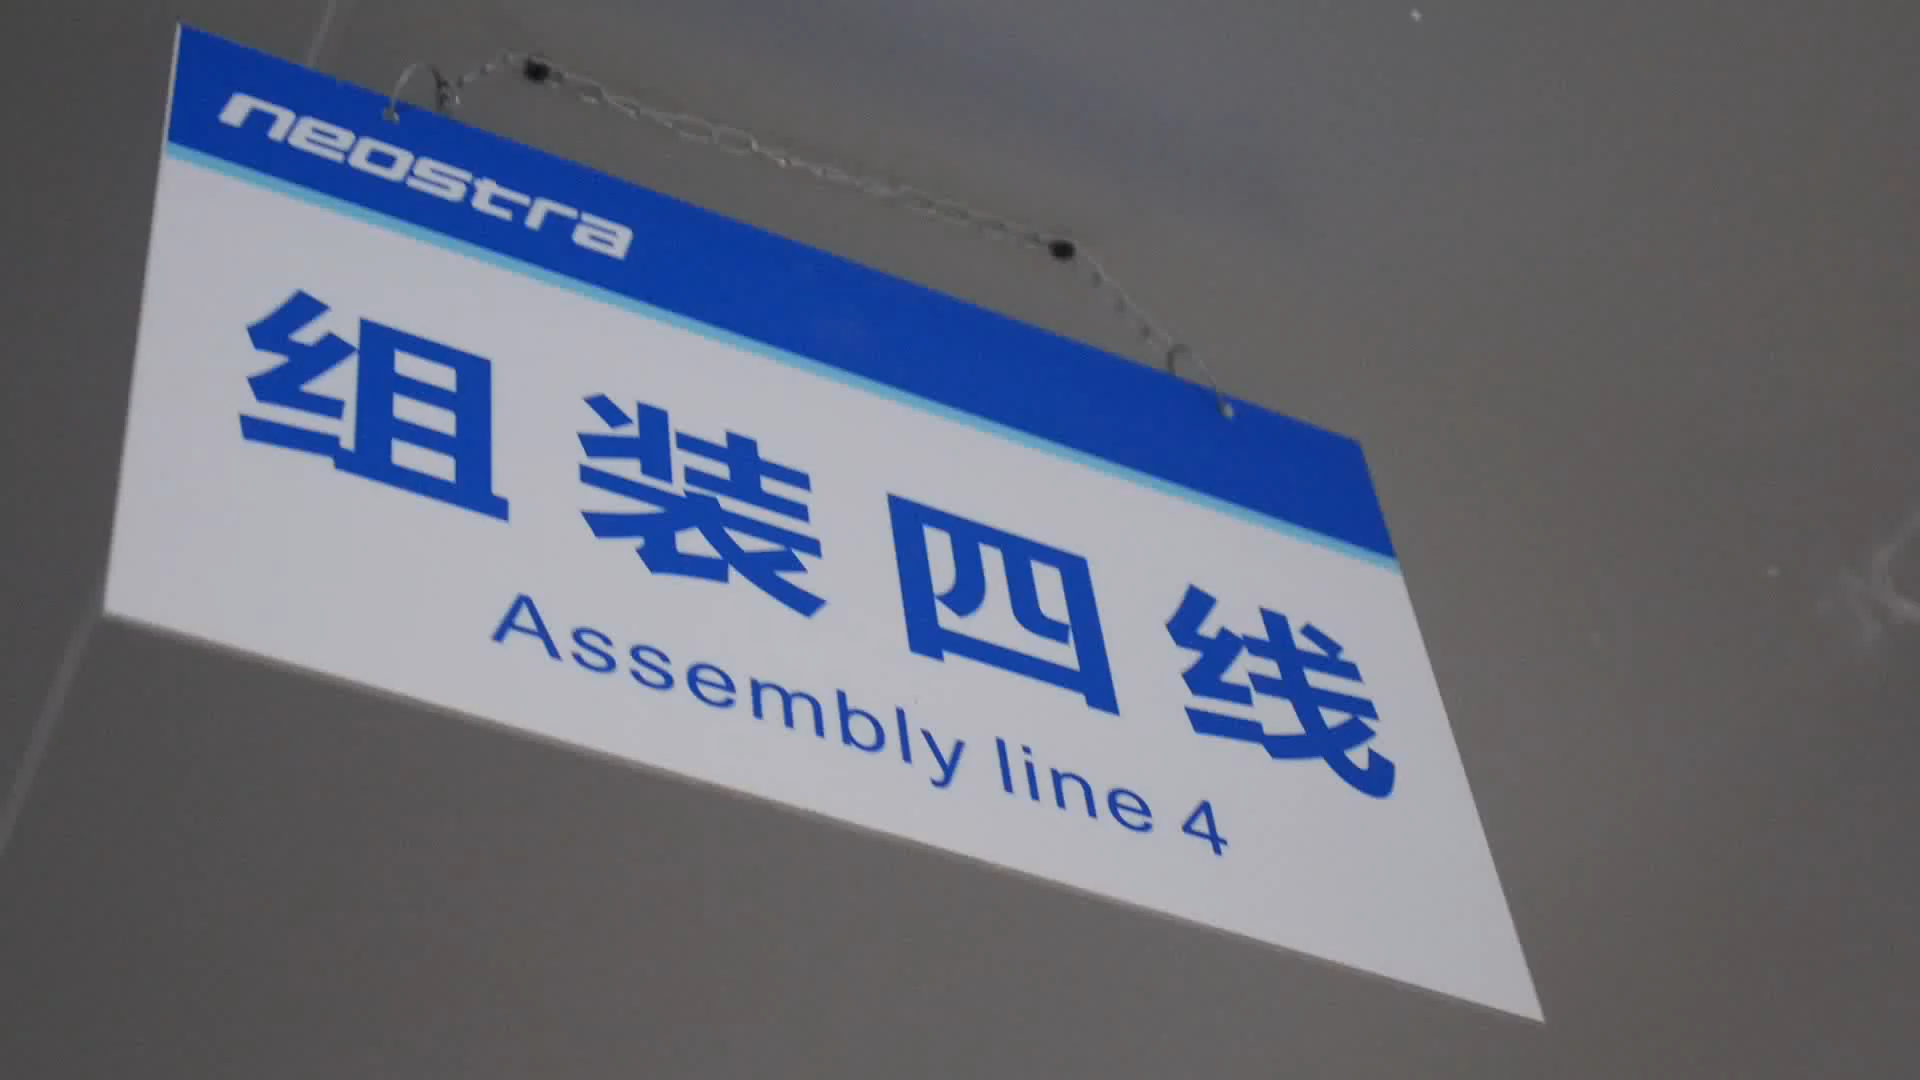 neostra
组装四线
Assembly line 4